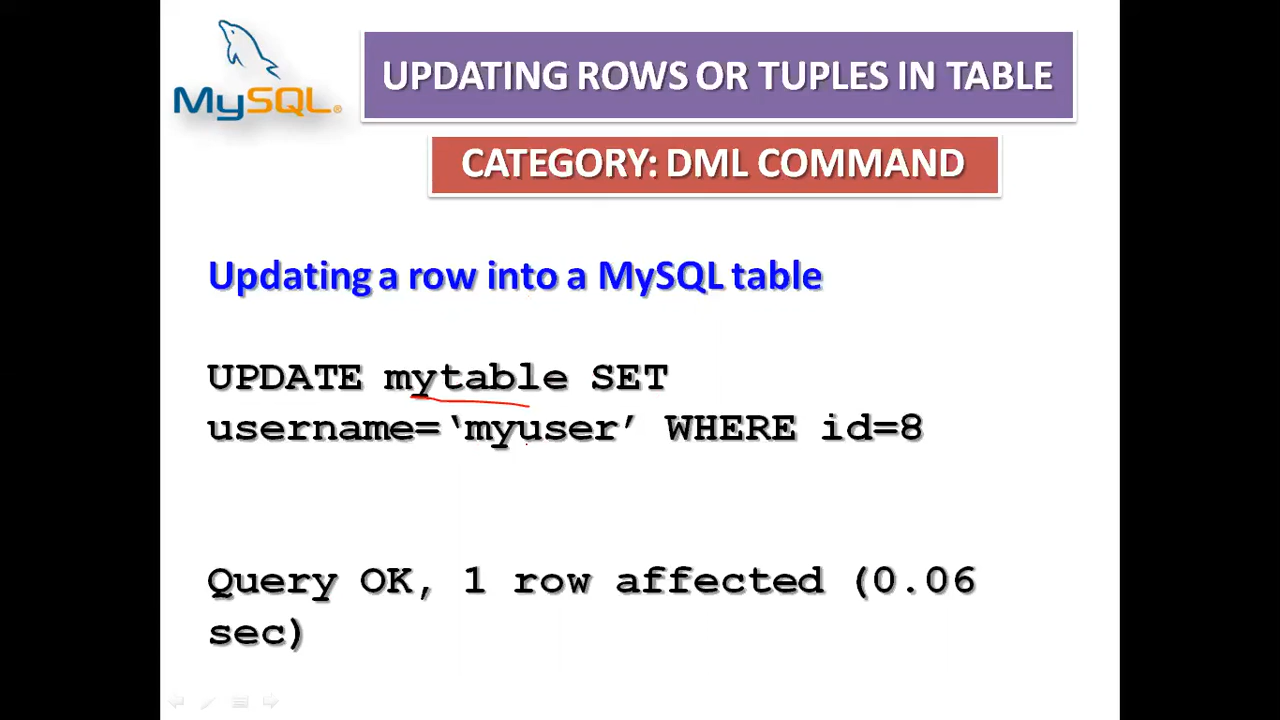 MySQL®
UPDATING ROWS OR TUPLES IN TABLE
CATEGORY: DML COMMAND
Updating a row into a MySQL table
UPDATE mytable SET
username=‘myuser’ WHERE id=8
Query OK, 1 row affected (0.06
sec)